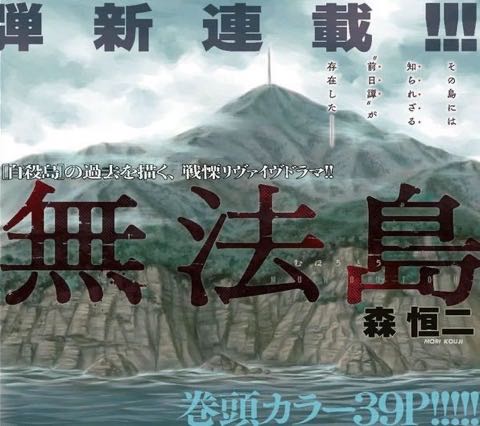 弾新連載!!!
その島には
知られざる
〝前日譚〟が
存在した――
『自殺島』の過去を描く、戦慄リヴァイヴドラマ!!
無法島
むほうとう
森 恒二
MORI KOUJI
巻頭カラー39P!!!!!